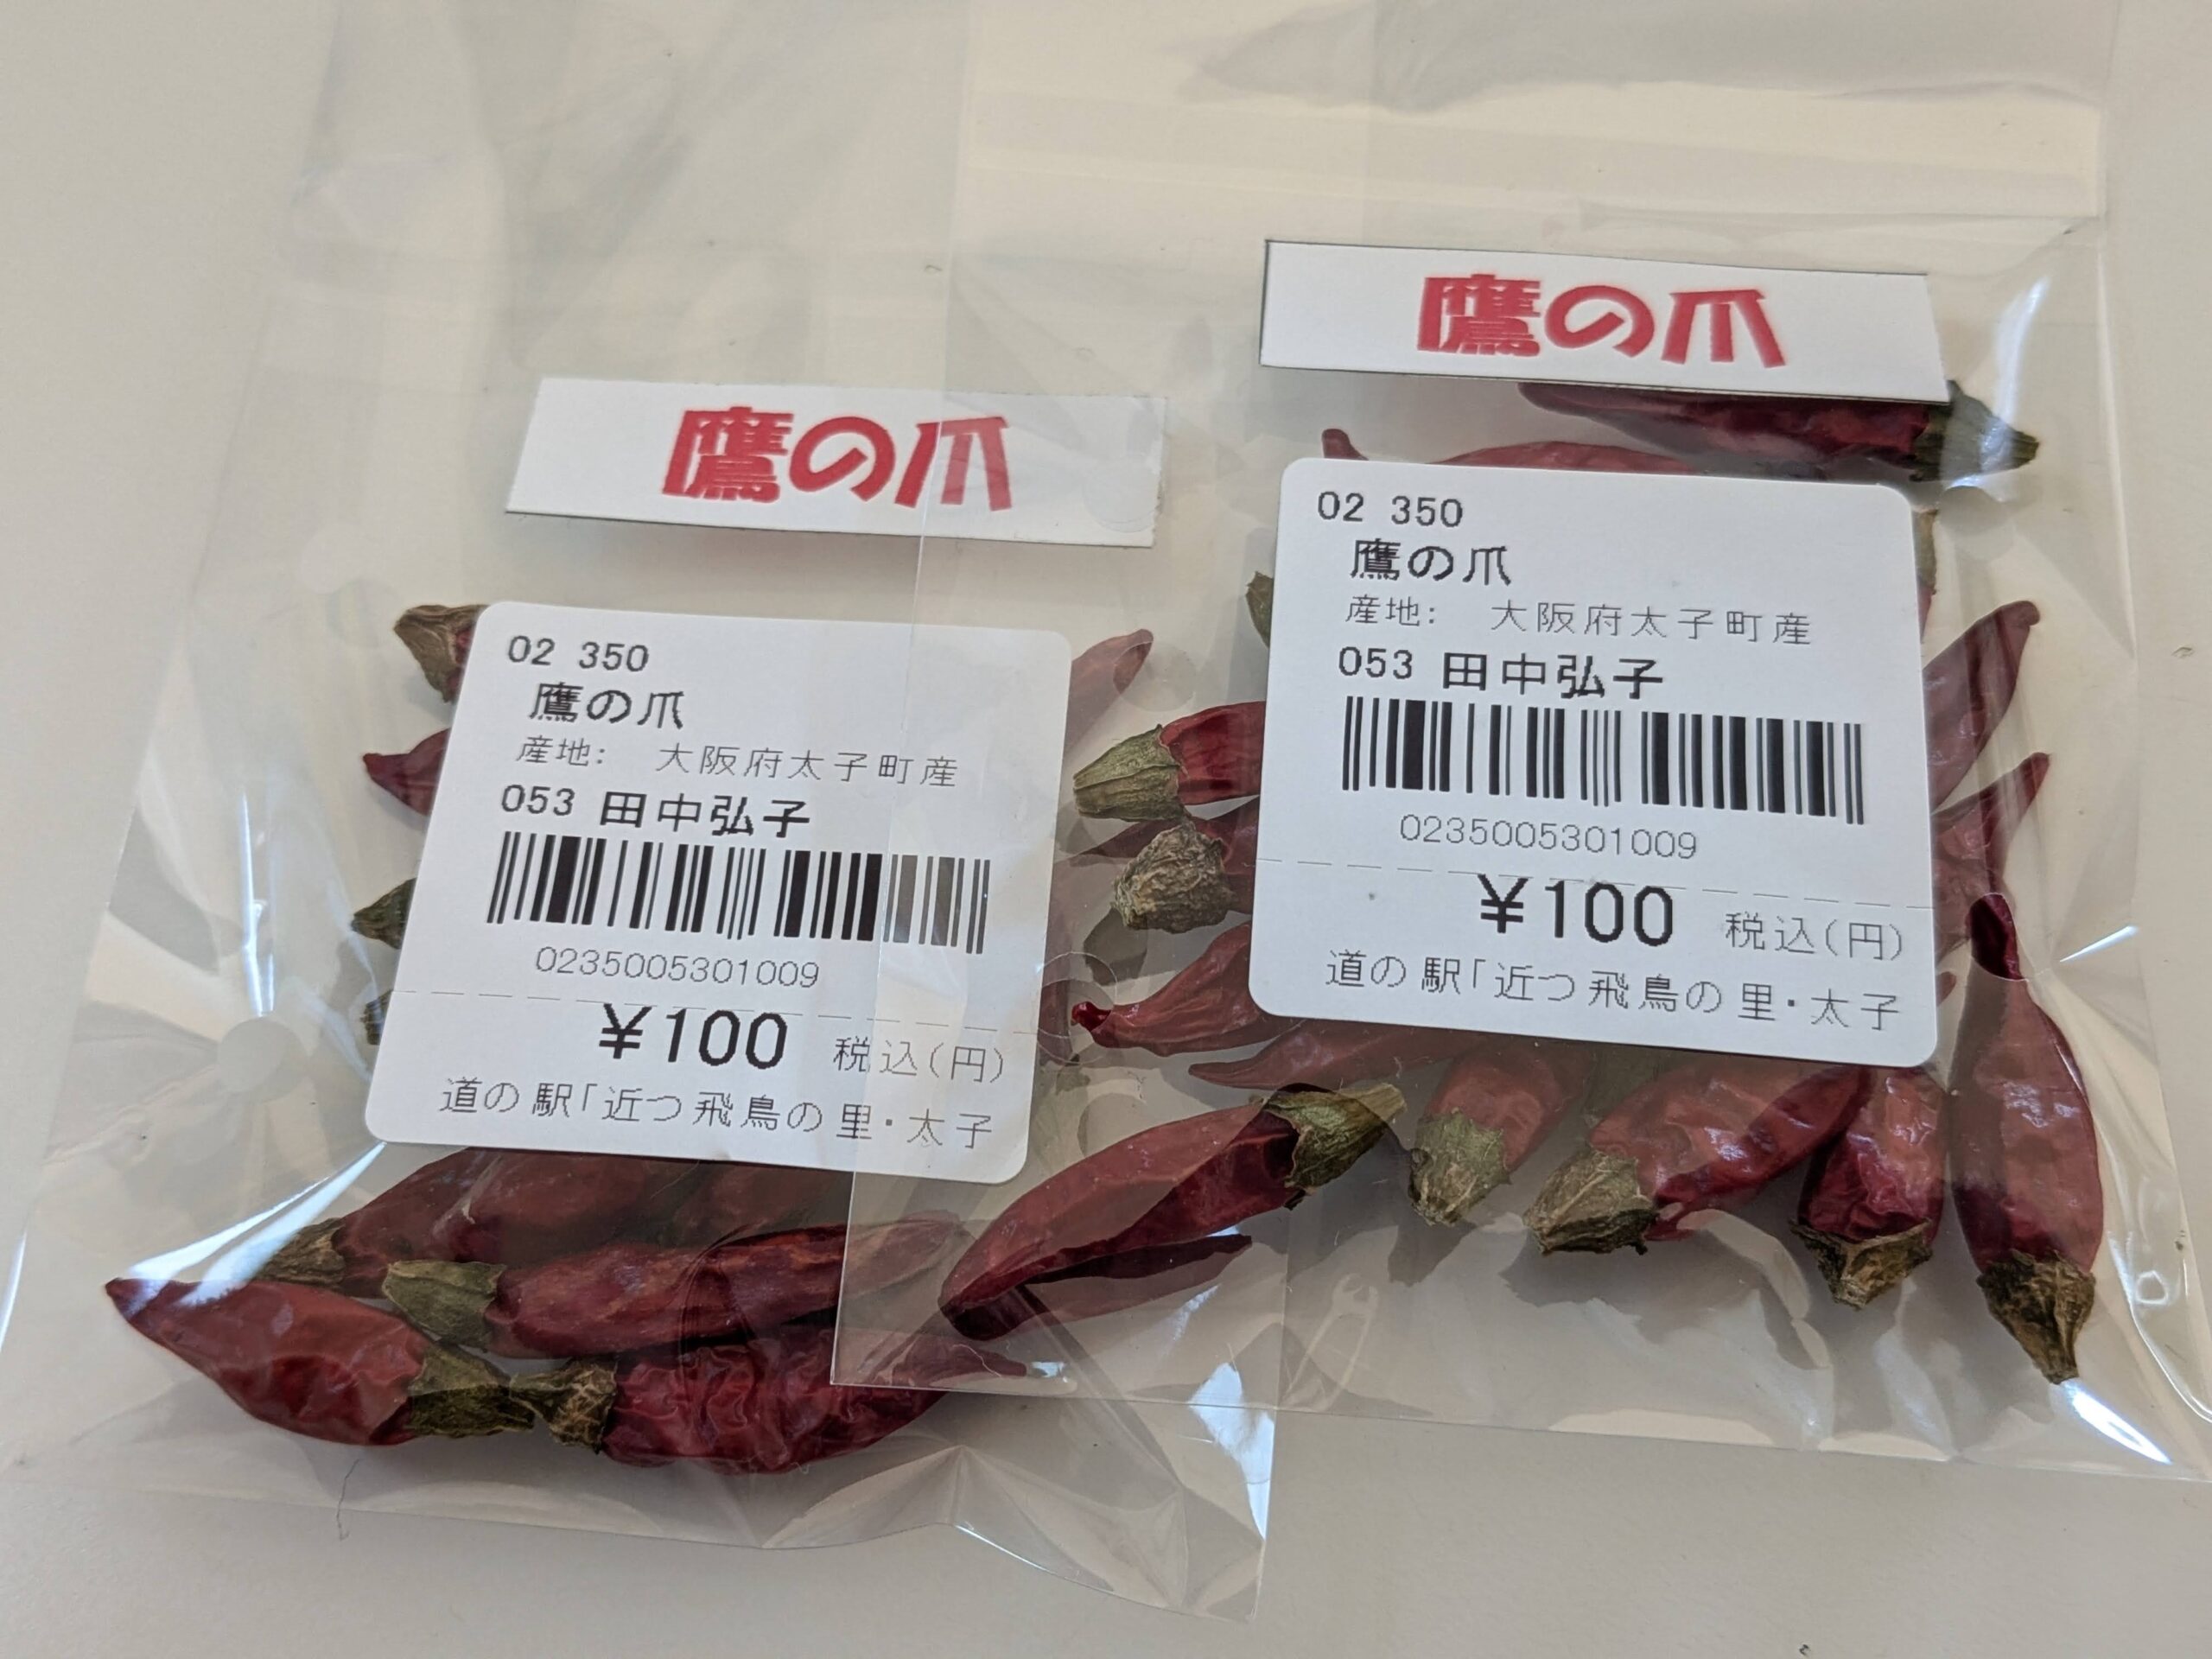 鷹の爪
02 350
鷹の爪
産地: 大阪府太子町産
053 田中弘子
0235005301009
¥100 税込(円)
道の駅「近つ飛鳥の里・太子
鷹の爪
02 350
鷹の爪
産地: 大阪府太子町産
053 田中弘子
0235005301009
¥100 税込(円)
道の駅「近つ飛鳥の里・太子